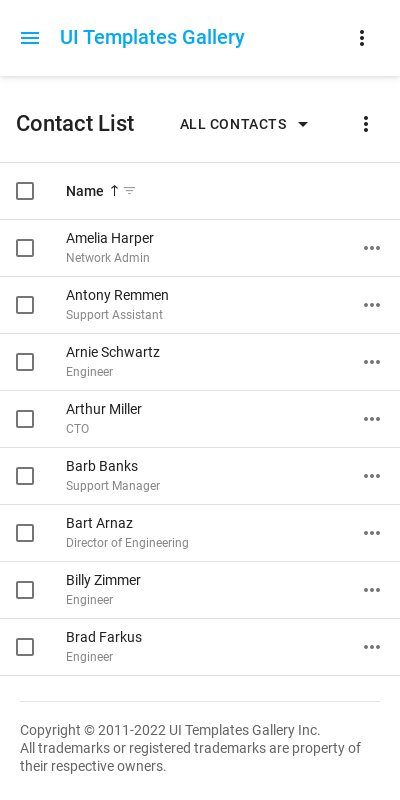 UI Templates Gallery
Contact List
ALL CONTACTS
Name
Amelia Harper
Network Admin
Antony Remmen
Support Assistant
Arnie Schwartz
Engineer
Arthur Miller
CTO
Barb Banks
Support Manager
Bart Arnaz
Director of Engineering
Billy Zimmer
Engineer
Brad Farkus
Engineer
Copyright © 2011-2022 UI Templates Gallery Inc.
All trademarks or registered trademarks are property of
their respective owners.